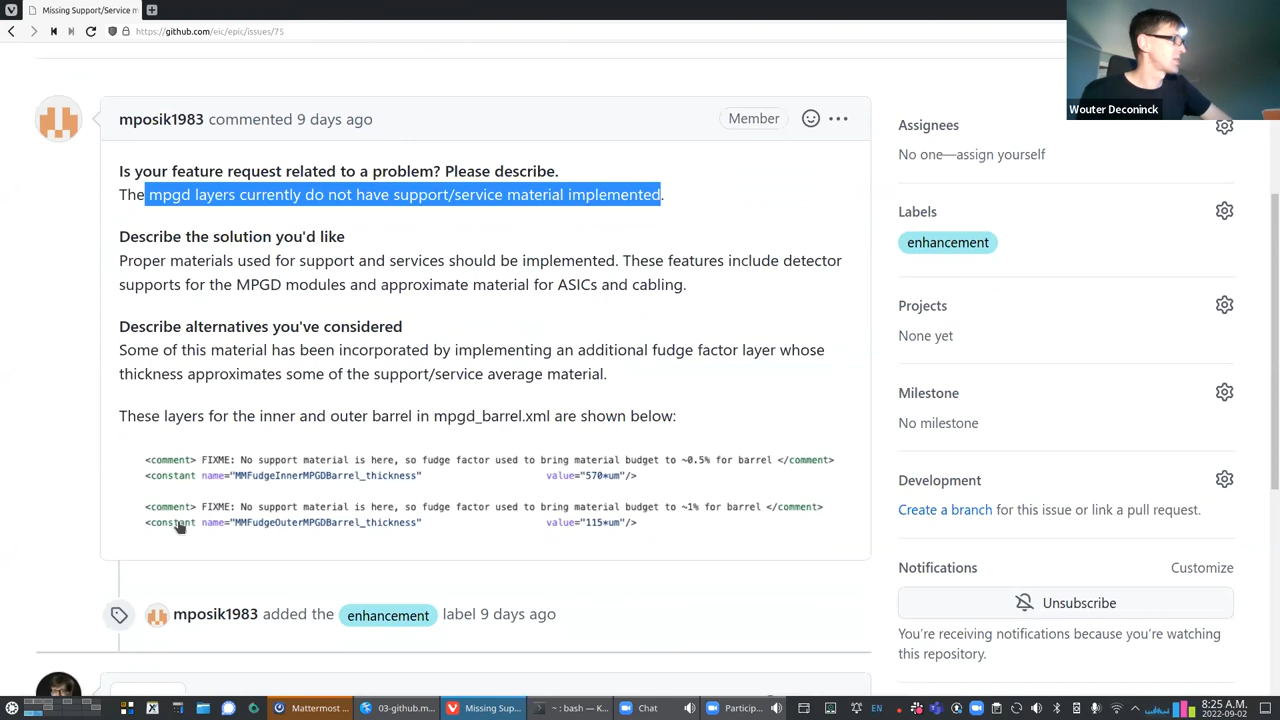 Missing Support/Service m
https://github.com/eic/epic/issues/75
Wouter Deconinck
mposik1983 commented 9 days ago
Member
Is your feature request related to a problem? Please describe.
The mpgd layers currently do not have support/service material implemented.
Describe the solution you'd like
Proper materials used for support and services should be implemented. These features include detector
supports for the MPGD modules and approximate material for ASICs and cabling.
Describe alternatives you've considered
Some of this material has been incorporated by implementing an additional fudge factor layer whose
thickness approximates some of the support/service average material.
These layers for the inner and outer barrel in mpgd_barrel.xml are shown below:
<comment> FIXME: No support material is here, so fudge factor used to bring material budget to ~0.5% for barrel </comment>
<constant name="MMFudgeInnerMPGDBarrel_thickness" value="570*um"/>
<comment> FIXME: No support material is here, so fudge factor used to bring material budget to ~1% for barrel </comment>
<constant name="MMFudgeOuterMPGDBarrel_thickness" value="115*um"/>
mposik1983 added the enhancement label 9 days ago
Assignees
No one—assign yourself
Labels
enhancement
Projects
None yet
Milestone
No milestone
Development
Create a branch for this issue or link a pull request.
Notifications
Customize
Unsubscribe
You're receiving notifications because you're watching
this repository.
Mattermost ...
03-github.m...
Missing Sup...
~ : bash — K...
Chat
Particip...
EN
8:25 A.M.
2022-09-02